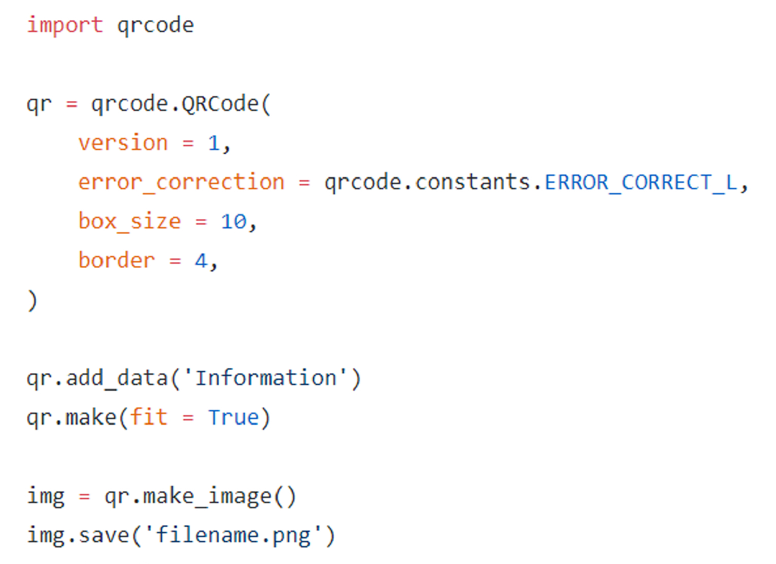 import qrcode

qr = qrcode.QRCode(
    version = 1,
    error_correction = qrcode.constants.ERROR_CORRECT_L,
    box_size = 10,
    border = 4,
)

qr.add_data('Information')
qr.make(fit = True)

img = qr.make_image()
img.save('filename.png')